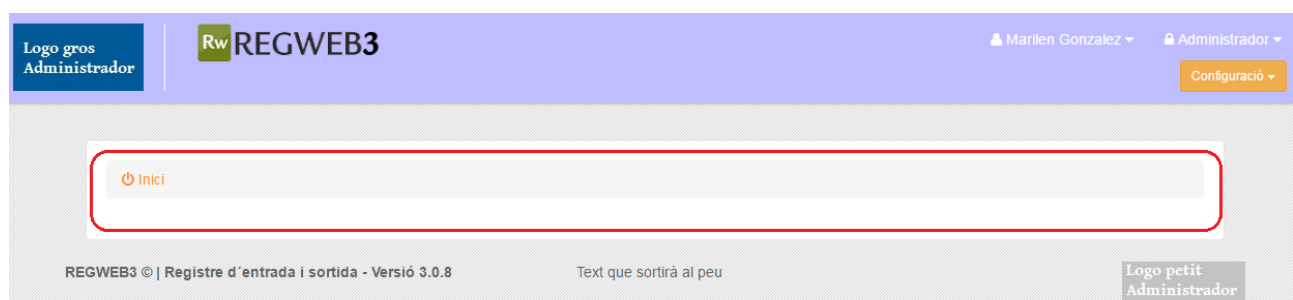 Logo gros
Administrador
Rw REGWEB3
Marilen Gonzalez
Administrador
Configuració
Inici
REGWEB3 © | Registre d´entrada i sortida - Versió 3.0.8
Text que sortirà al peu
Logo petit
Administrador